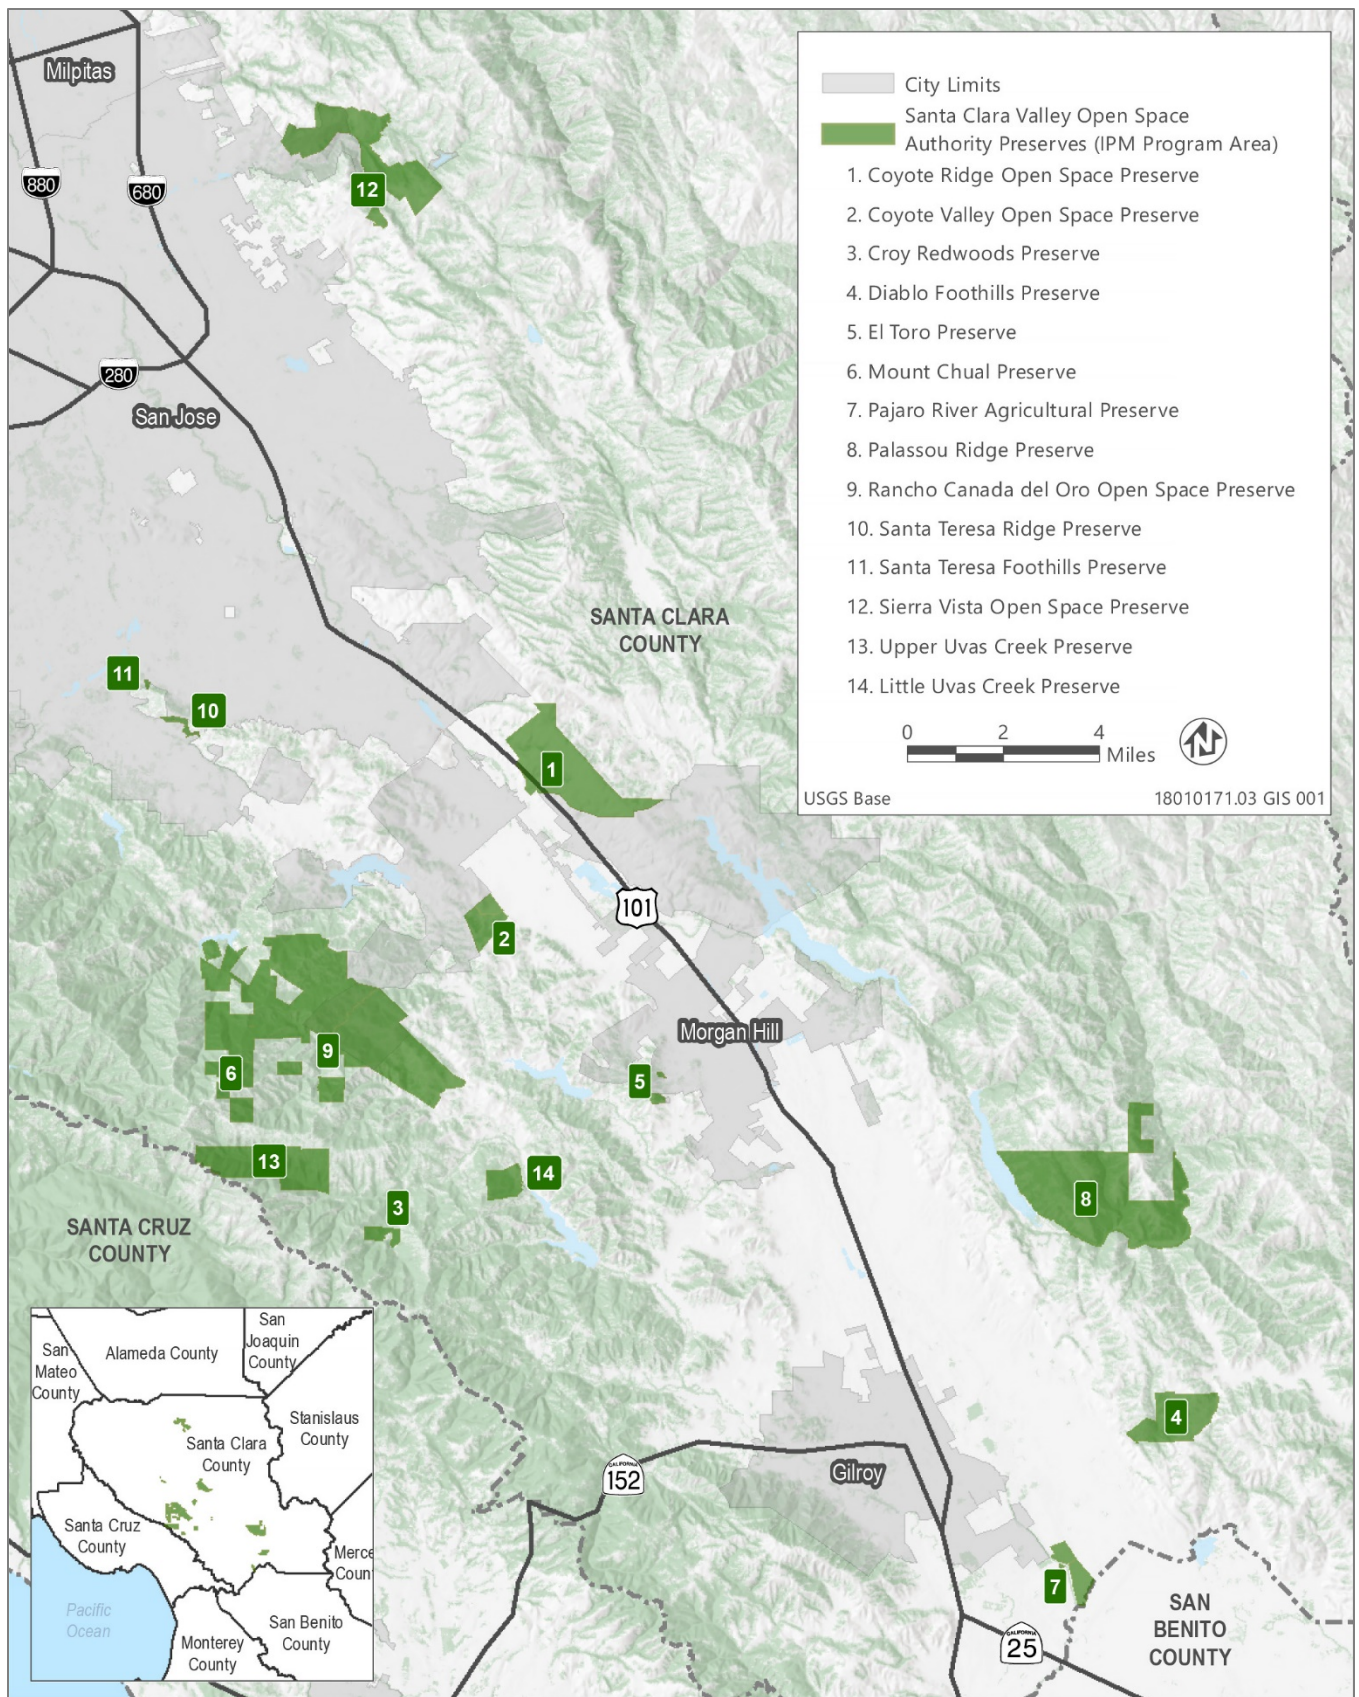 City Limits
Santa Clara Valley Open Space
Authority Preserves (IPM Program Area)
1. Coyote Ridge Open Space Preserve
2. Coyote Valley Open Space Preserve
3. Croy Redwoods Preserve
4. Diablo Foothills Preserve
5. El Toro Preserve
6. Mount Chual Preserve
7. Pajaro River Agricultural Preserve
8. Palassou Ridge Preserve
9. Rancho Canada del Oro Open Space Preserve
10. Santa Teresa Ridge Preserve
11. Santa Teresa Foothills Preserve
12. Sierra Vista Open Space Preserve
13. Upper Uvas Creek Preserve
14. Little Uvas Creek Preserve
0 2 4
Miles
N
USGS Base 18010171.03 GIS 001
Milpitas
880
680
12
280
San Jose
SANTA CLARA
COUNTY
11
10
1
101
2
Morgan Hill
9
6
5
13
14
8
3
SANTA CRUZ
COUNTY
4
CALIFORNIA
152
Gilroy
7
CALIFORNIA
25
SAN
BENITO
COUNTY
San
Joaquin
County
San
Mateo
County
Alameda County
Stanislaus
County
Santa Clara
County
Santa Cruz
County
Merce
Coun
Pacific
Ocean
San Benito
County
Monterey
County